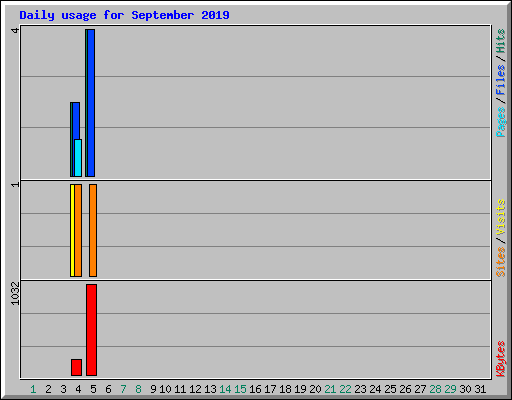 Daily usage for September 2019
4
Pages / Files / Hits
1
Sites / Visits
1032
KBytes
1 2 3 4 5 6 7 8 9 10 11 12 13 14 15 16 17 18 19 20 21 22 23 24 25 26 27 28 29 30 31